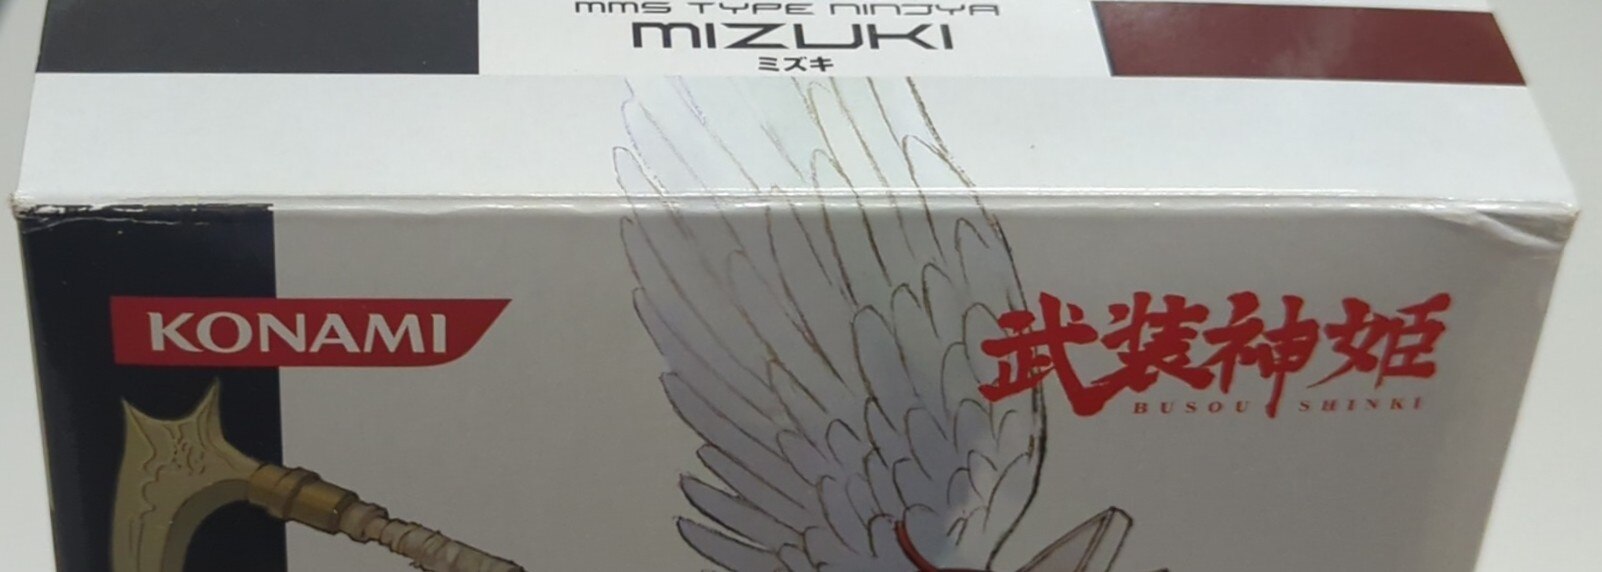 MMS TYPE NINJYA
MIZUKI
ミズキ
KONAMI
武装神姫
BUSOU SHINKI